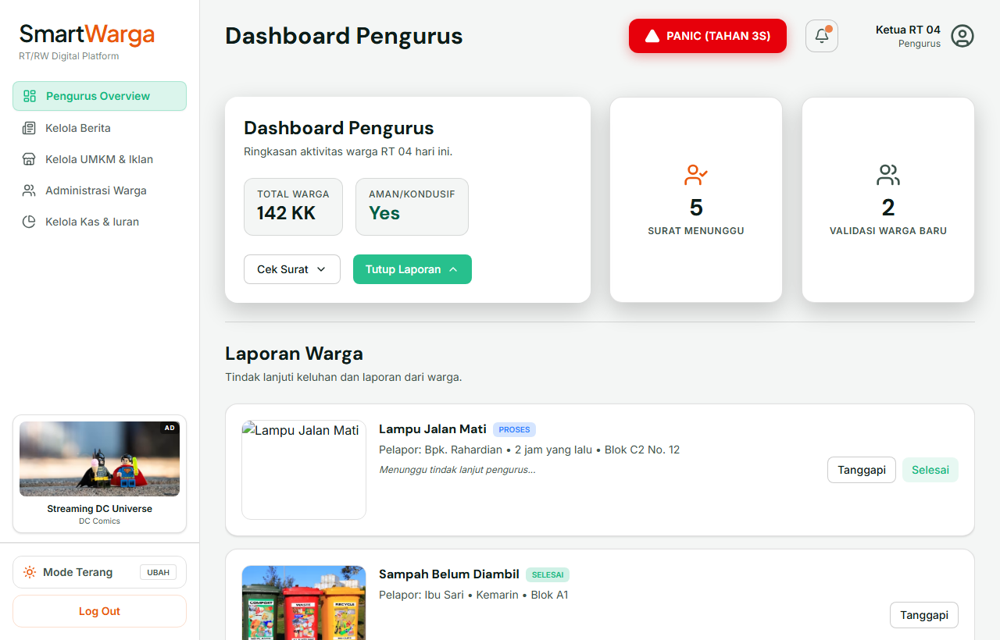 SmartWarga
RT/RW Digital Platform
Pengurus Overview
Kelola Berita
Kelola UMKM & Iklan
Administrasi Warga
Kelola Kas & Iuran
AD
Streaming DC Universe
DC Comics
Mode Terang
UBAH
Log Out
Dashboard Pengurus
PANIC (TAHAN 3S)
Ketua RT 04
Pengurus
Dashboard Pengurus
Ringkasan aktivitas warga RT 04 hari ini.
TOTAL WARGA
142 KK
AMAN/KONDUSIF
Yes
Cek Surat
Tutup Laporan
5
SURAT MENUNGGU
2
VALIDASI WARGA BARU
Laporan Warga
Tindak lanjuti keluhan dan laporan dari warga.
Lampu Jalan Mati
Lampu Jalan Mati PROSES
Pelapor: Bpk. Rahardian • 2 jam yang lalu • Blok C2 No. 12
Menunggu tindak lanjut pengurus...
Tanggapi
Selesai
COMPOST
WASTE
RECYCLE
Sampah Belum Diambil SELESAI
Pelapor: Ibu Sari • Kemarin • Blok A1
Tanggapi